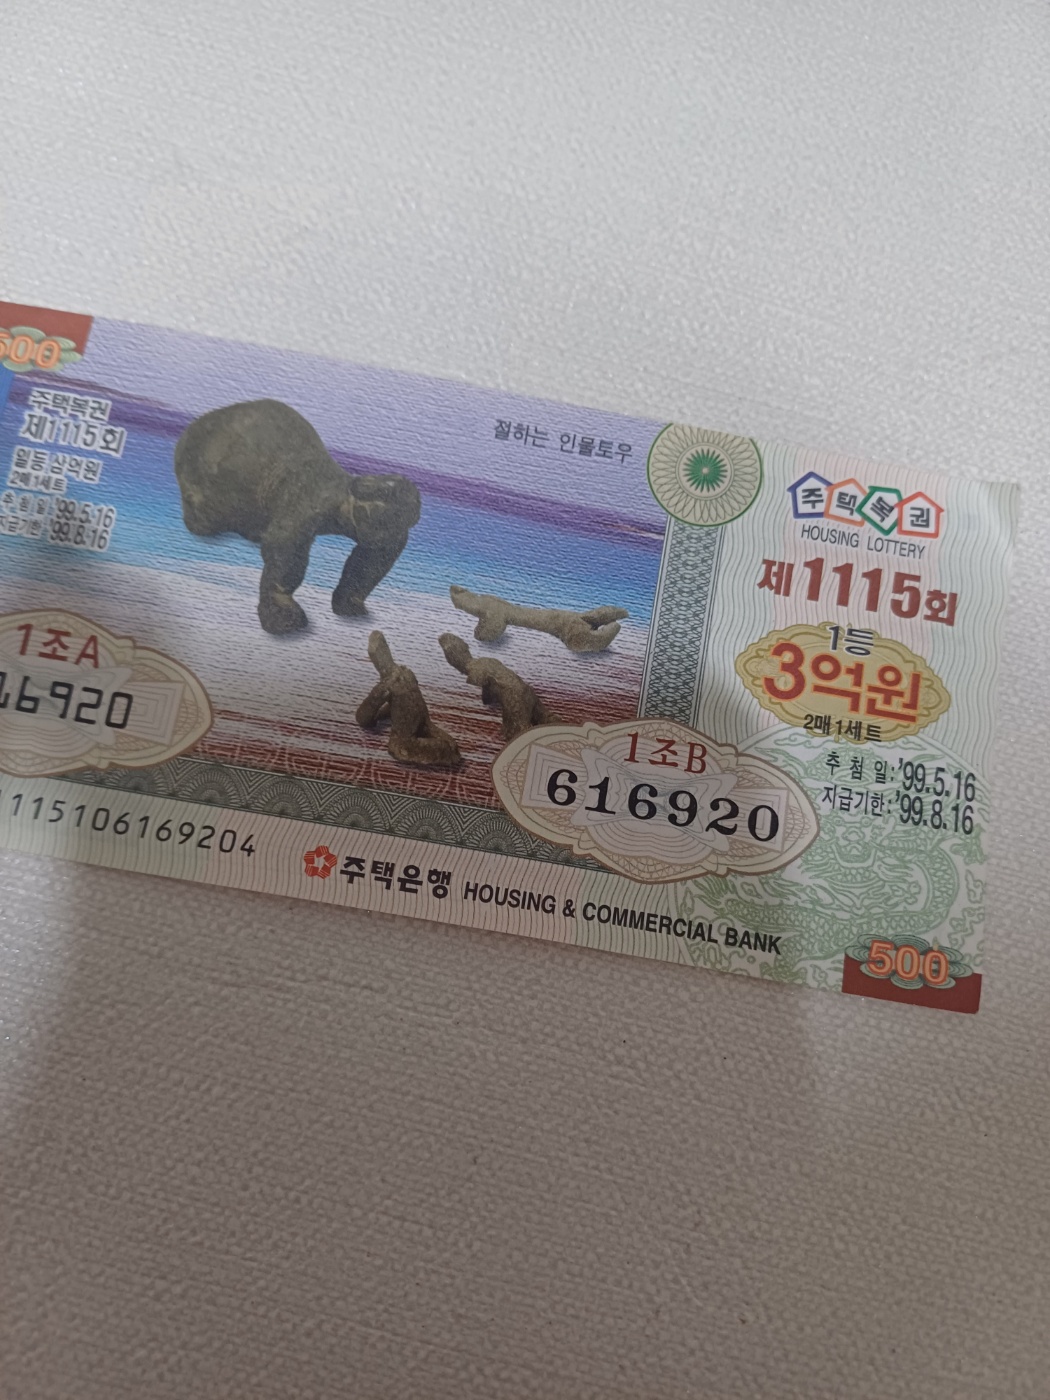 500
주택복권
제1115회
일등삼억원
2매1세트
추첨일:'99.5.16
지급기한:'99.8.16
1조A
16920
1115106169204
절하는 인물토우
주택복권
HOUSING LOTTERY
제1115회
1등
3억원
2매1세트
추첨일:'99.5.16
지급기한:'99.8.16
1조B
616920
주택은행 HOUSING & COMMERCIAL BANK
500